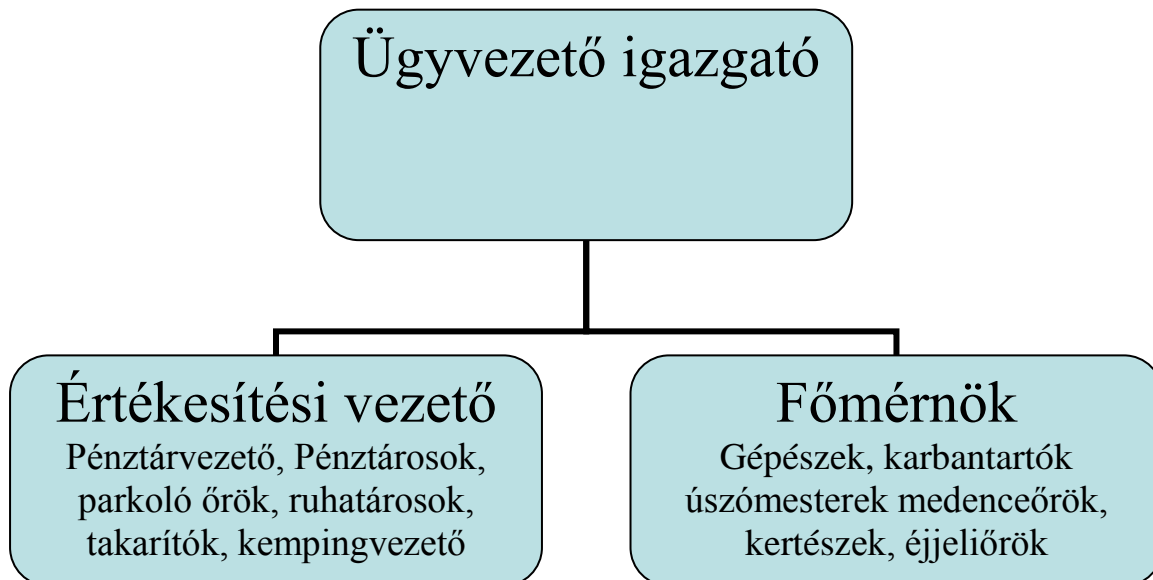 Ügyvezető igazgató
Értékesítési vezető
Pénztárvezető, Pénztárosok,
parkoló őrök, ruhatárosok,
takarítók, kempingvezető
Főmérnök
Gépészek, karbantartók
úszómesterek medenceőrök,
kertészek, éjjeliőrök